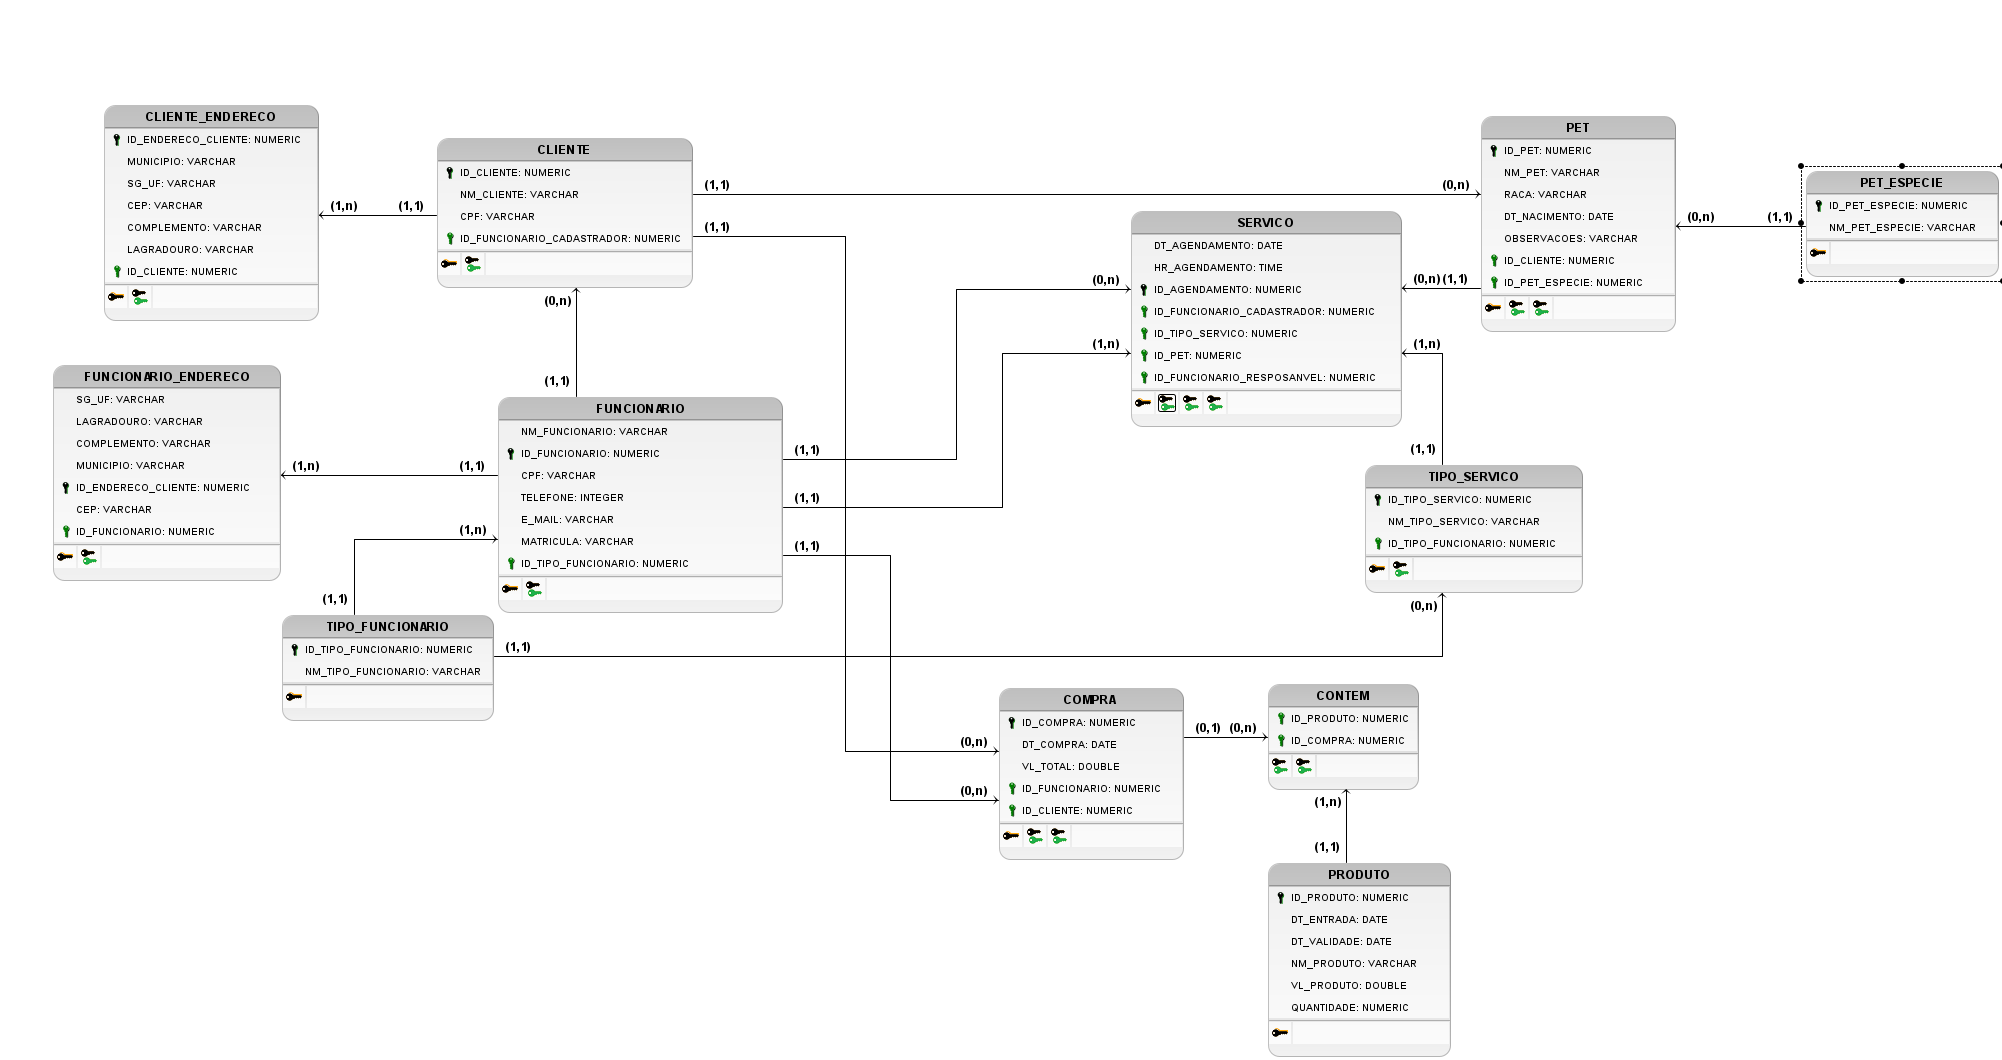 CLIENTE_ENDERECO
ID_ENDERECO_CLIENTE: NUMERIC
MUNICIPIO: VARCHAR
SG_UF: VARCHAR
CEP: VARCHAR
COMPLEMENTO: VARCHAR
LAGRADOURO: VARCHAR
ID_CLIENTE: NUMERIC
(1,n)
(1,1)
CLIENTE
ID_CLIENTE: NUMERIC
NM_CLIENTE: VARCHAR
CPF: VARCHAR
ID_FUNCIONARIO_CADASTRADOR: NUMERIC
(1,1)
(0,n)
(1,1)
(0,n)
(1,1)
PET
ID_PET: NUMERIC
NM_PET: VARCHAR
RACA: VARCHAR
DT_NACIMENTO: DATE
OBSERVACOES: VARCHAR
ID_CLIENTE: NUMERIC
ID_PET_ESPECIE: NUMERIC
(0,n)
(1,1)
PET_ESPECIE
ID_PET_ESPECIE: NUMERIC
NM_PET_ESPECIE: VARCHAR
SERVICO
DT_AGENDAMENTO: DATE
HR_AGENDAMENTO: TIME
ID_AGENDAMENTO: NUMERIC
ID_FUNCIONARIO_CADASTRADOR: NUMERIC
ID_TIPO_SERVICO: NUMERIC
ID_PET: NUMERIC
ID_FUNCIONARIO_RESPOSANVEL: NUMERIC
(0,n)
(1,n)
(0,n) (1,1)
(1,n)
(1,1)
FUNCIONARIO_ENDERECO
SG_UF: VARCHAR
LAGRADOURO: VARCHAR
COMPLEMENTO: VARCHAR
MUNICIPIO: VARCHAR
ID_ENDERECO_CLIENTE: NUMERIC
CEP: VARCHAR
ID_FUNCIONARIO: NUMERIC
(1,n)
(1,1)
FUNCIONARIO
NM_FUNCIONARIO: VARCHAR
ID_FUNCIONARIO: NUMERIC
CPF: VARCHAR
TELEFONE: INTEGER
E_MAIL: VARCHAR
MATRICULA: VARCHAR
ID_TIPO_FUNCIONARIO: NUMERIC
(1,1)
(1,1)
(1,1)
(1,n)
(1,1)
TIPO_SERVICO
ID_TIPO_SERVICO: NUMERIC
NM_TIPO_SERVICO: VARCHAR
ID_TIPO_FUNCIONARIO: NUMERIC
(0,n)
TIPO_FUNCIONARIO
ID_TIPO_FUNCIONARIO: NUMERIC
NM_TIPO_FUNCIONARIO: VARCHAR
(1,1)
COMPRA
ID_COMPRA: NUMERIC
DT_COMPRA: DATE
VL_TOTAL: DOUBLE
ID_FUNCIONARIO: NUMERIC
ID_CLIENTE: NUMERIC
(0,n)
(0,n)
(0,1) (0,n)
CONTEM
ID_PRODUTO: NUMERIC
ID_COMPRA: NUMERIC
(1,n)
(1,1)
PRODUTO
ID_PRODUTO: NUMERIC
DT_ENTRADA: DATE
DT_VALIDADE: DATE
NM_PRODUTO: VARCHAR
VL_PRODUTO: DOUBLE
QUANTIDADE: NUMERIC